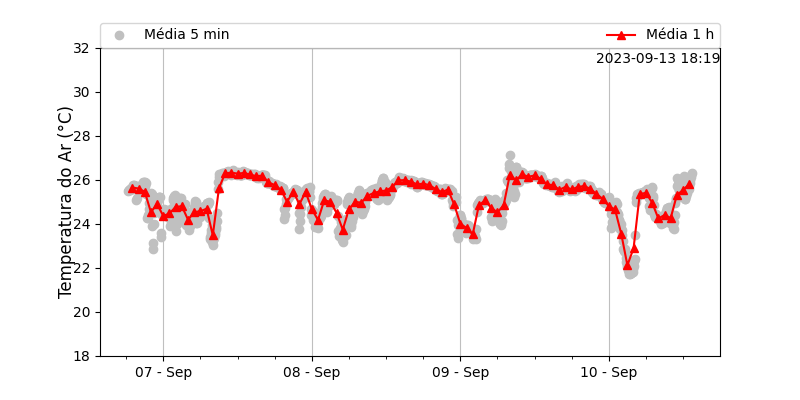 Média 5 min
Média 1 h
2023-09-13 18:19
Temperatura do Ar (°C)
32
30
28
26
24
22
20
18
07 - Sep
08 - Sep
09 - Sep
10 - Sep